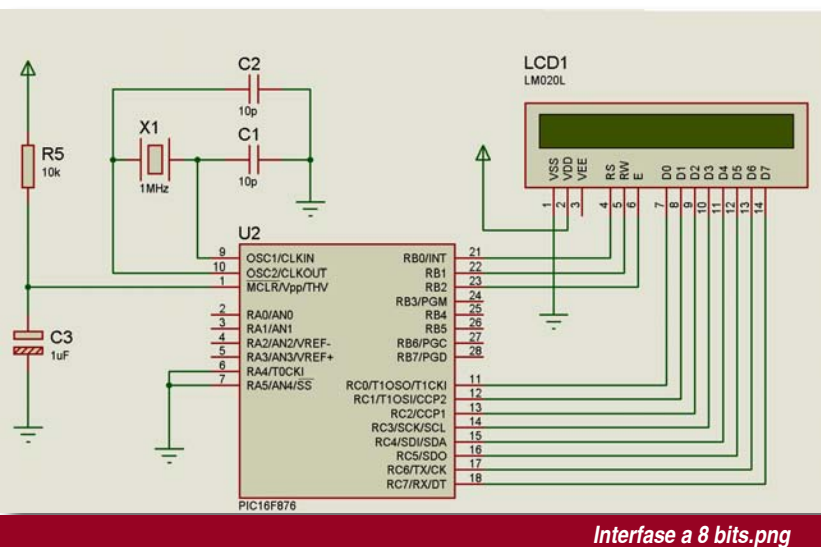 C2
10p
X1
1MHz
C1
10p
R5
10k
C3
1uF
LCD1
LM020L
VSS
VDD
VEE
RS
RW
E
D0
D1
D2
D3
D4
D5
D6
D7
1
2
3
4
5
6
7
8
9
10
11
12
13
14
U2
9 OSC1/CLKIN RB0/INT 21
10 OSC2/CLKOUT RB1 22
1 MCLR/Vpp/THV RB2 23
RB3/PGM 24
2 RA0/AN0 RB4 25
3 RA1/AN1 RB5 26
4 RA2/AN2/VREF- RB6/PGC 27
5 RA3/AN3/VREF+ RB7/PGD 28
6 RA4/T0CKI
7 RA5/AN4/SS RC0/T1OSO/T1CKI 11
RC1/T1OSI/CCP2 12
RC2/CCP1 13
RC3/SCK/SCL 14
RC4/SDI/SDA 15
RC5/SDO 16
RC6/TX/CK 17
RC7/RX/DT 18
PIC16F876
Interfase a 8 bits.png